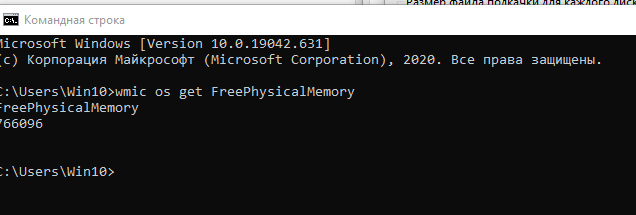 Размер файла подкачки для каждого диск
Командная строка
Microsoft Windows [Version 10.0.19042.631]
(c) Корпорация Майкрософт (Microsoft Corporation), 2020. Все права защищены.
C:\Users\Win10>wmic os get FreePhysicalMemory
FreePhysicalMemory
766096
C:\Users\Win10>